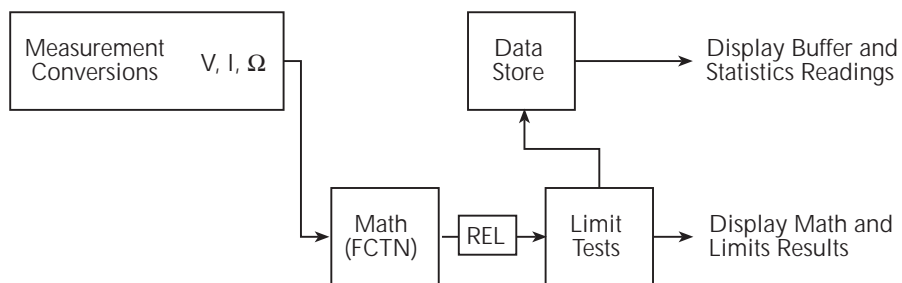 Measurement
Conversions V, I, Ω
Data
Store
Display Buffer and
Statistics Readings
Math
(FCTN)
REL
Limit
Tests
Display Math and
Limits Results